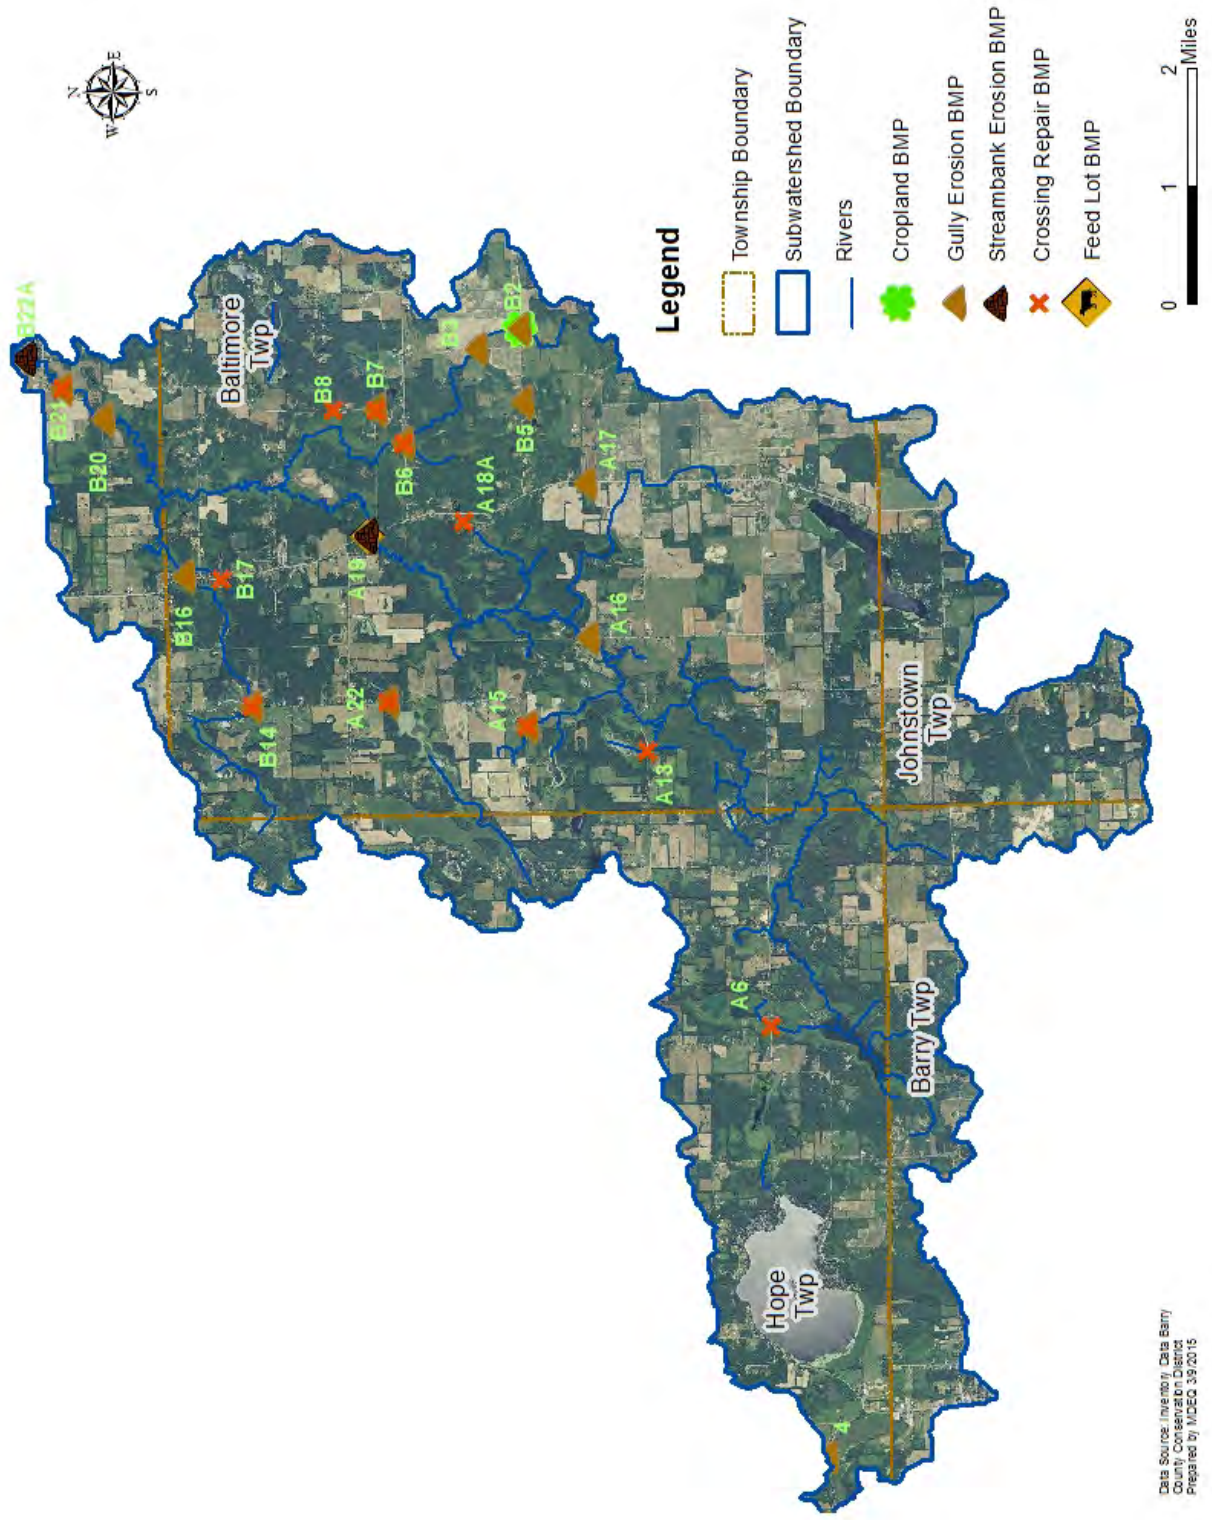 N
W
E
S
B22A
B21
B20
Baltimore
Twp
B16
B17
B14
B8
B7
B6
B2
B5
A17
A18A
A19
A22
A15
A16
A13
A6
4
Johnstown
Twp
Barry Twp
Hope
Twp
Legend
Township Boundary
Subwatershed Boundary
Rivers
Cropland BMP
Gully Erosion BMP
Streambank Erosion BMP
Crossing Repair BMP
Feed Lot BMP
0 1 2
Miles
Data Source: Inventory Data Barry
County Conservation District
Prepared by MDEQ 3/9/2015